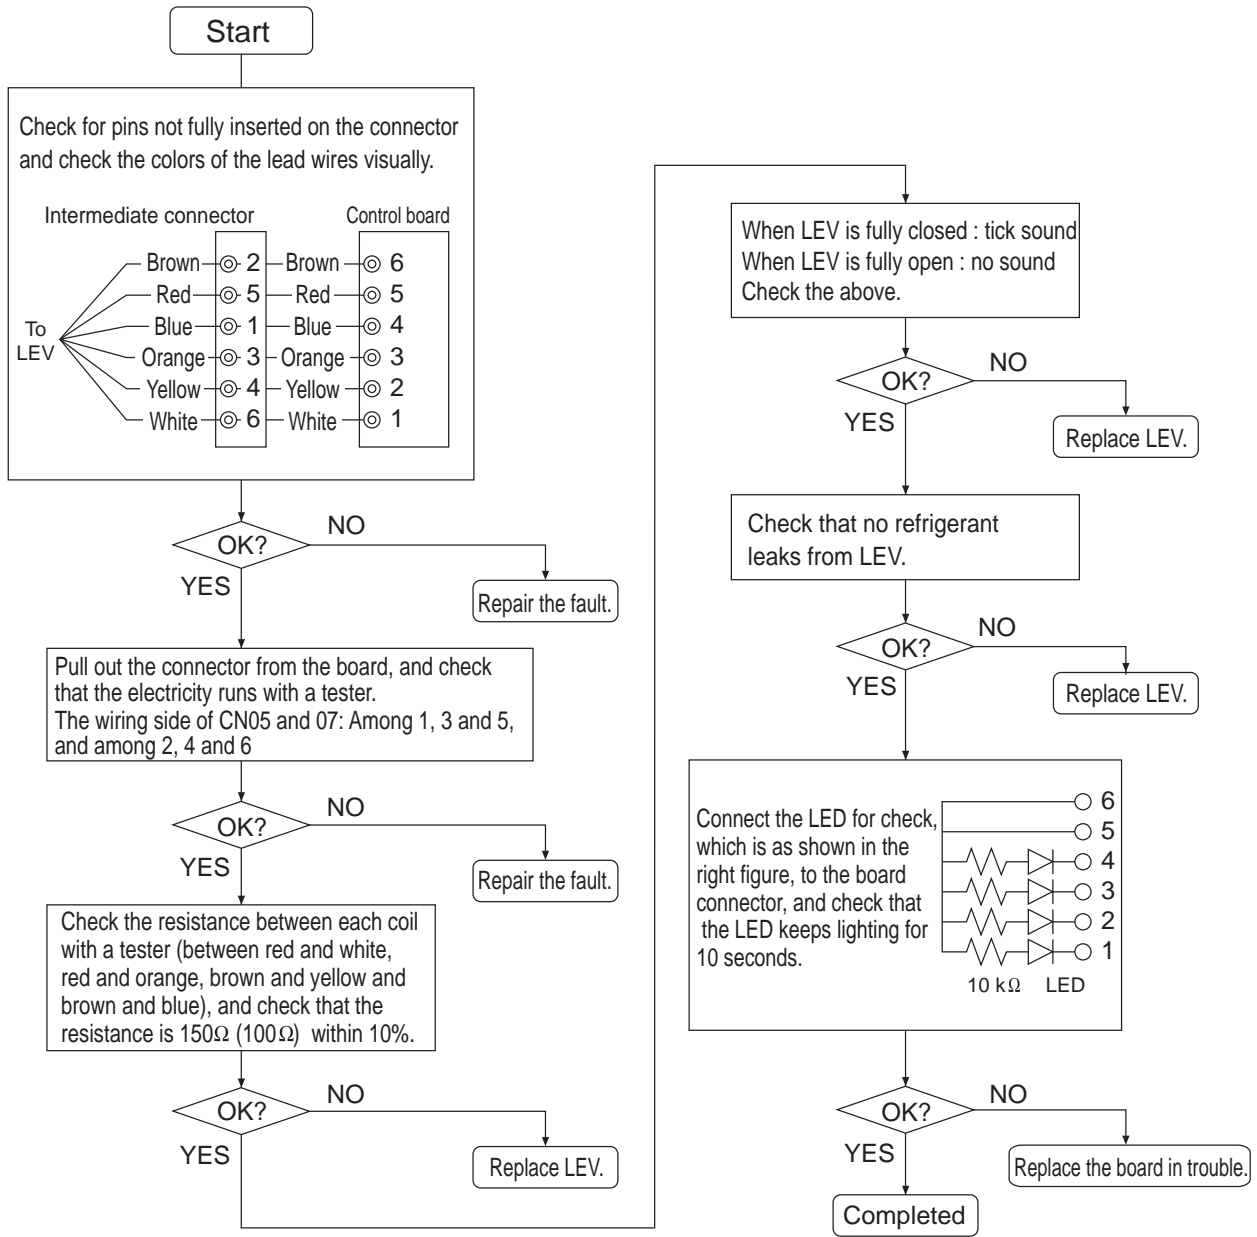 Start
Check for pins not fully inserted on the connector
and check the colors of the lead wires visually.
Intermediate connector
Control board
Brown 2 Brown 6
Red 5 Red 5
Blue 1 Blue 4
Orange 3 Orange 3
Yellow 4 Yellow 2
White 6 White 1
To
LEV
OK?
NO
YES
Repair the fault.
Pull out the connector from the board, and check
that the electricity runs with a tester.
The wiring side of CN05 and 07: Among 1, 3 and 5,
and among 2, 4 and 6
OK?
NO
YES
Repair the fault.
Check the resistance between each coil
with a tester (between red and white,
red and orange, brown and yellow and
brown and blue), and check that the
resistance is 150Ω (100Ω) within 10%.
OK?
NO
YES
Replace LEV.
When LEV is fully closed : tick sound
When LEV is fully open : no sound
Check the above.
OK?
NO
YES
Replace LEV.
Check that no refrigerant
leaks from LEV.
OK?
NO
YES
Replace LEV.
Connect the LED for check,
which is as shown in the
right figure, to the board
connector, and check that
the LED keeps lighting for
10 seconds.
6
5
4
3
2
1
10 kΩ LED
OK?
NO
YES
Replace the board in trouble.
Completed